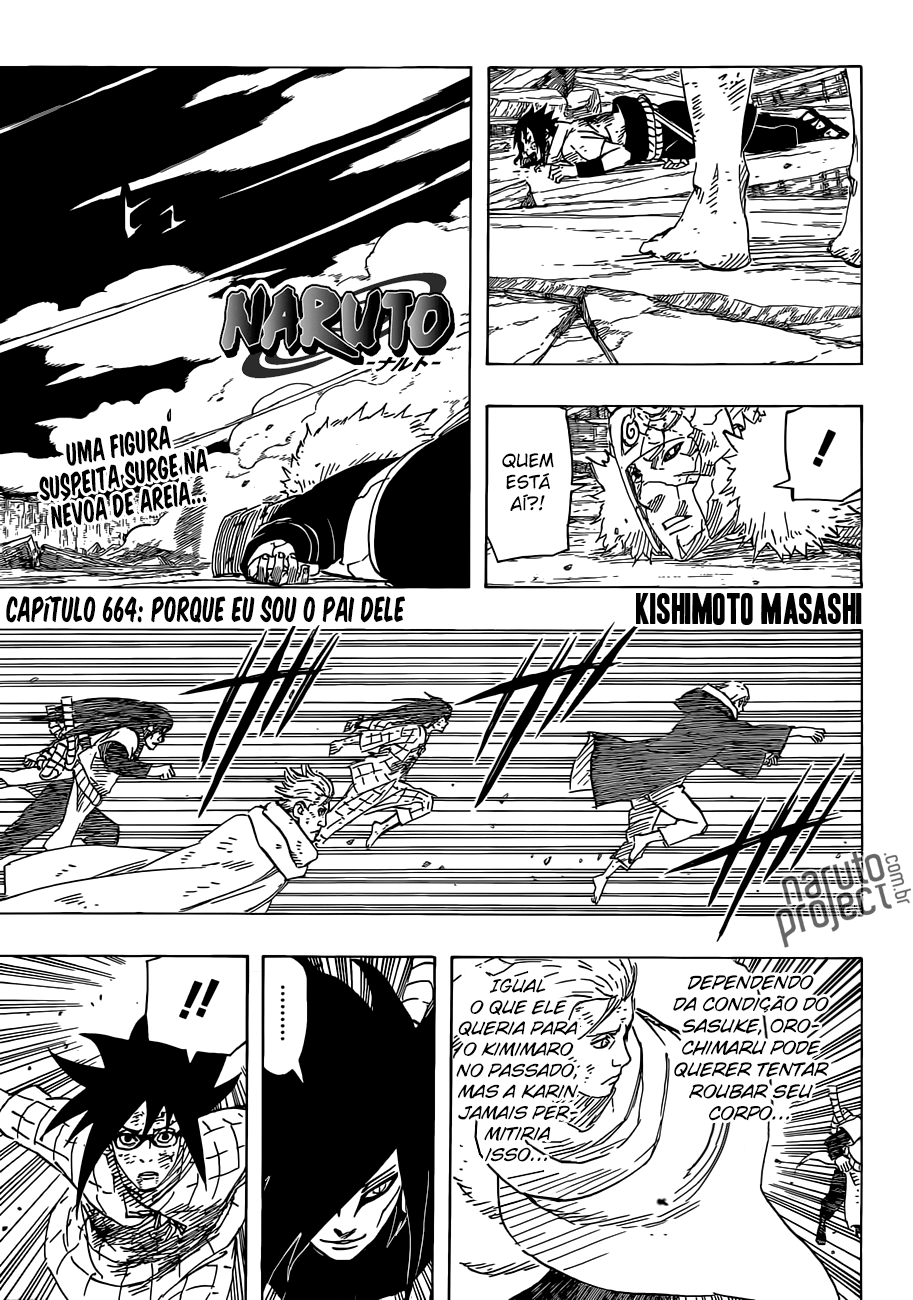 !
QUEM
ESTÁ
AÍ?!
NARUTO
-ナルト-
UMA FIGURA
SUSPEITA SURGE NA
NEVOA DE AREIA...
CAPÍTULO 664: PORQUE EU SOU O PAI DELE
KISHIMOTO MASASHI
naruto
project
.com.br
DEPENDENDO
DA CONDIÇÃO DO
SASUKE, ORO-
CHIMARU PODE
QUERER TENTAR
ROUBAR SEU
CORPO...
IGUAL
O QUE ELE
QUERIA PARA
O KIMIMARO
NO PASSADO,
MAS A KARIN
JAMAIS PER-
MITIRIA
ISSO...
.........
!!